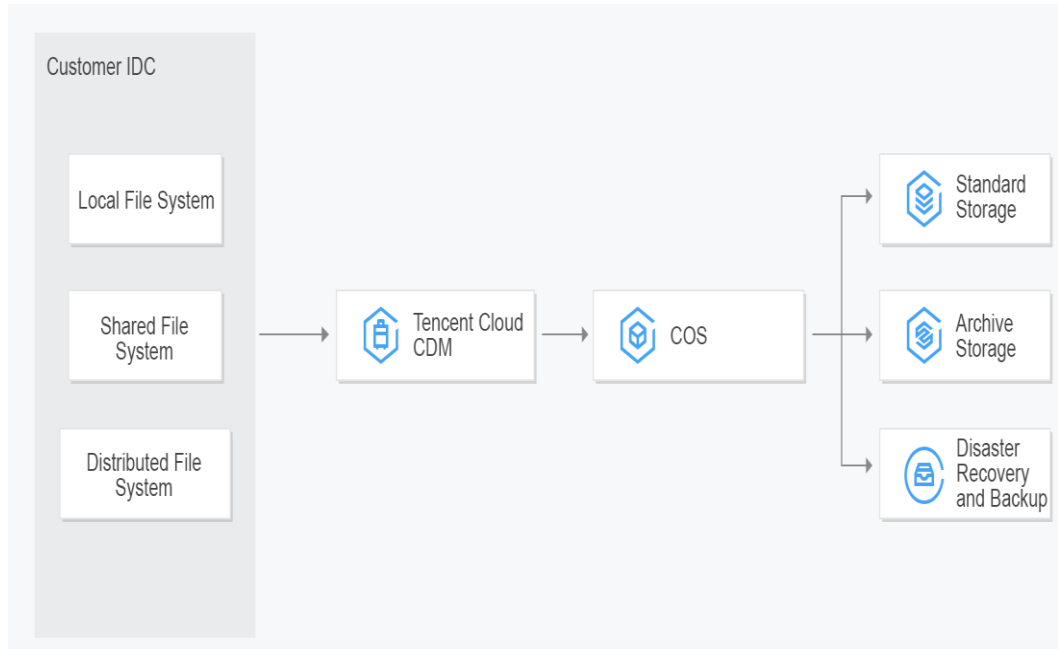 Customer IDC
Local File System
Shared File
System
Distributed File
System
Tencent Cloud
CDM
COS
Standard
Storage
Archive
Storage
Disaster
Recovery
and Backup